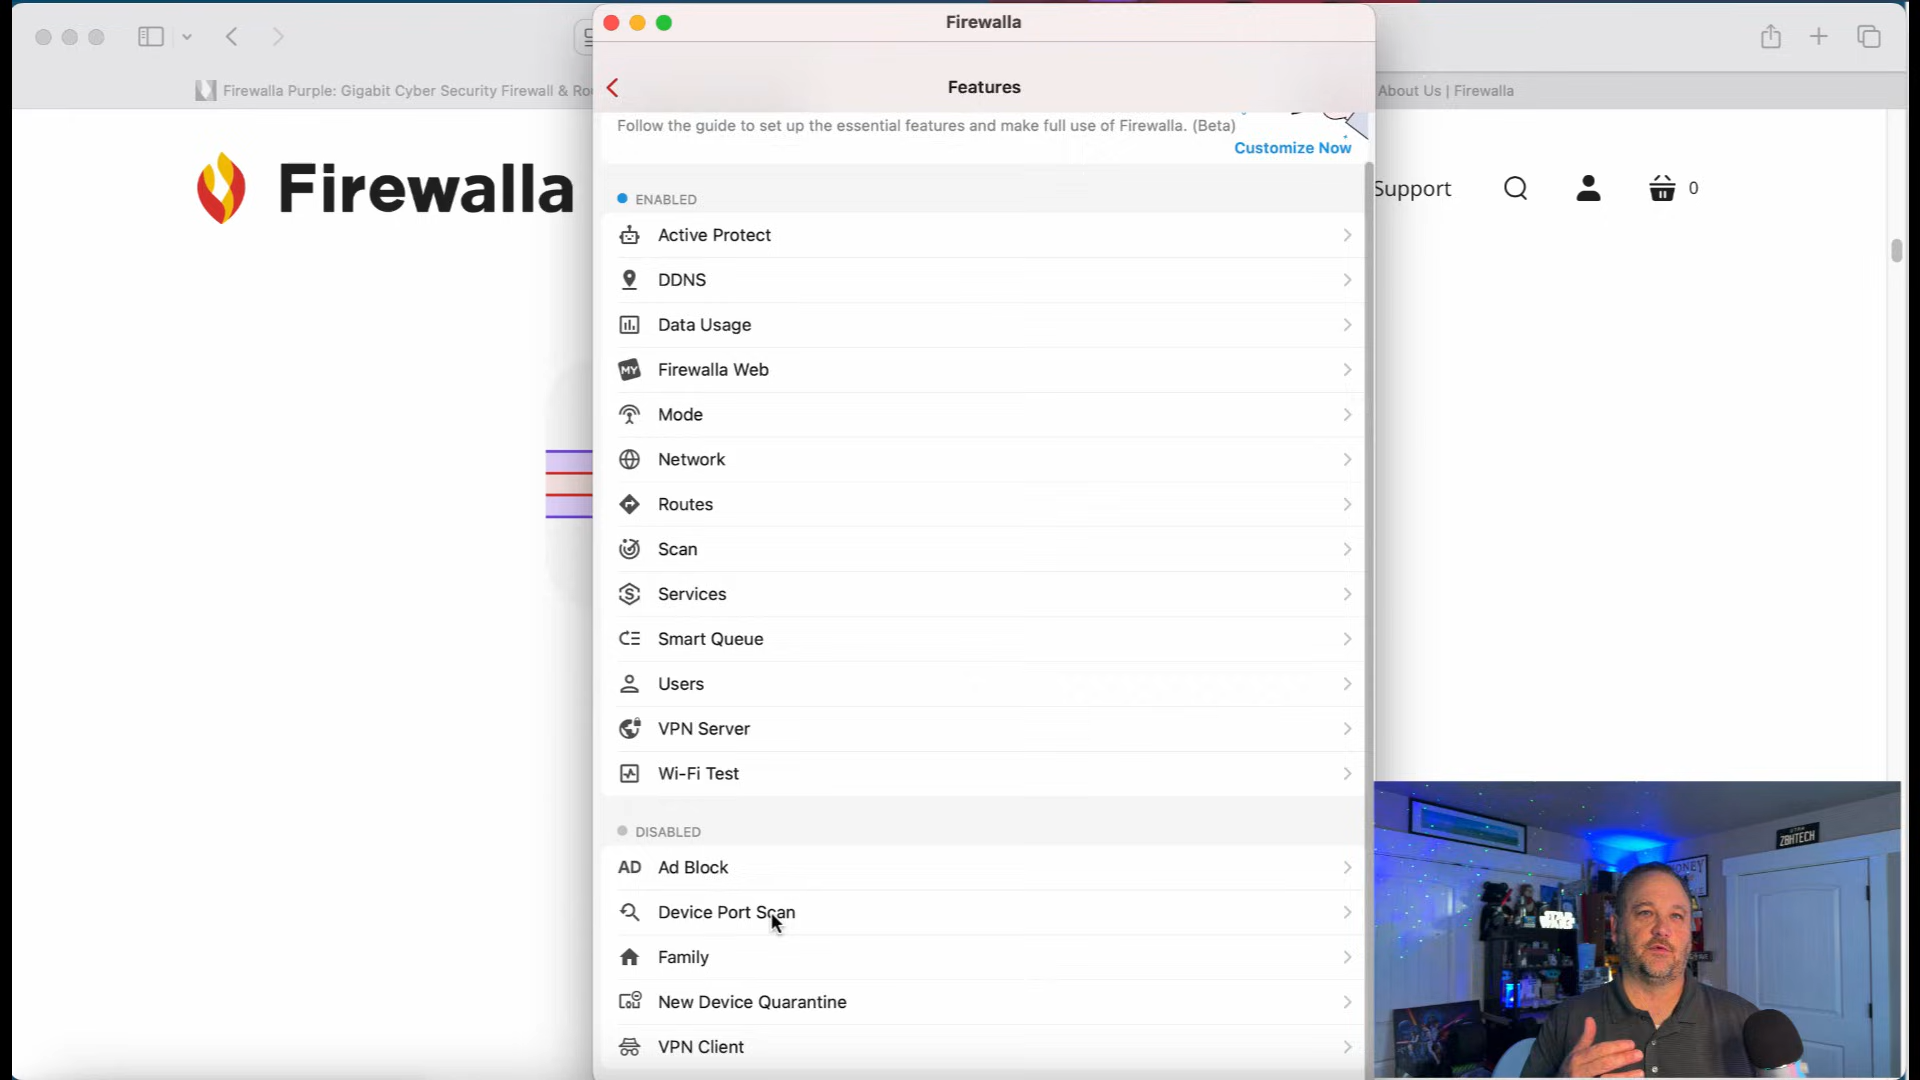 Firewalla
Firewalla Purple: Gigabit Cyber Security Firewall & Ro
Features
About Us | Firewalla
Follow the guide to set up the essential features and make full use of Firewalla. (Beta)
Customize Now
Firewalla
Support
0
ENABLED
Active Protect
DDNS
Data Usage
MY Firewalla Web
Mode
Network
Routes
Scan
Services
Smart Queue
Users
VPN Server
Wi-Fi Test
DISABLED
AD Ad Block
Device Port Scan
Family
New Device Quarantine
VPN Client
ZBHTECH
STAR
WARS